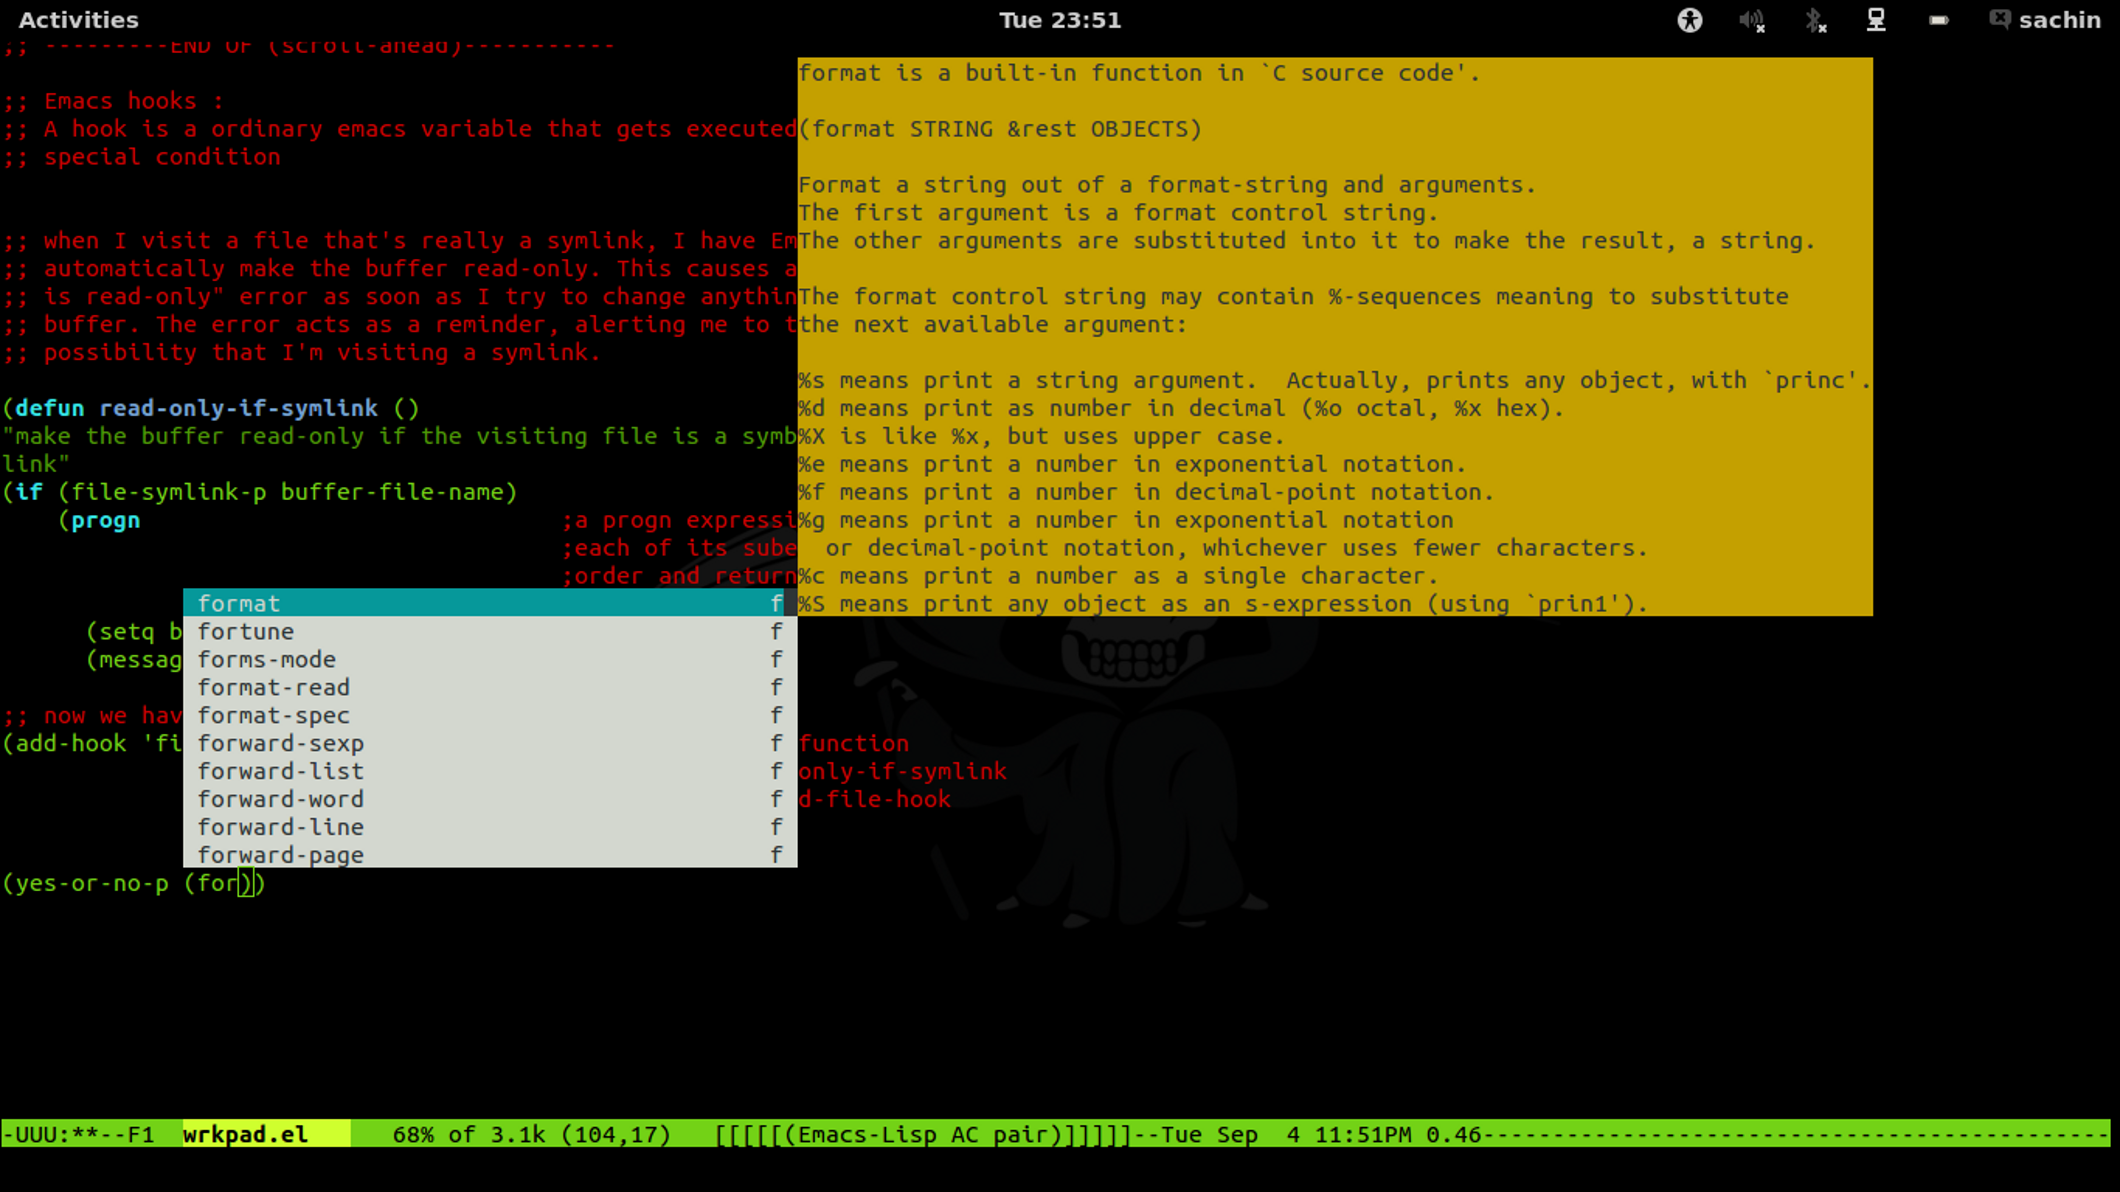 Activities Tue 23:51 sachin
;; ---------END OF (scroll-ahead)-----------
;; Emacs hooks :
;; A hook is a ordinary emacs variable that gets executed
;; special condition
;; when I visit a file that's really a symlink, I have Em
;; automatically make the buffer read-only. This causes a
;; is read-only" error as soon as I try to change anythin
;; buffer. The error acts as a reminder, alerting me to t
;; possibility that I'm visiting a symlink.
(defun read-only-if-symlink ()
"make the buffer read-only if the visiting file is a symb
link"
(if (file-symlink-p buffer-file-name)
(progn ;a progn expressi
;each of its sube
;order and return
(setq b
(messag
;; now we hav
(add-hook 'fi function
only-if-symlink
d-file-hook
(yes-or-no-p (for))
format is a built-in function in `C source code'.
(format STRING &rest OBJECTS)
Format a string out of a format-string and arguments.
The first argument is a format control string.
The other arguments are substituted into it to make the result, a string.
The format control string may contain %-sequences meaning to substitute
the next available argument:
%s means print a string argument.  Actually, prints any object, with `princ'.
%d means print as number in decimal (%o octal, %x hex).
%X is like %x, but uses upper case.
%e means print a number in exponential notation.
%f means print a number in decimal-point notation.
%g means print a number in exponential notation
or decimal-point notation, whichever uses fewer characters.
%c means print a number as a single character.
%S means print any object as an s-expression (using `prin1').
format f
fortune f
forms-mode f
format-read f
format-spec f
forward-sexp f
forward-list f
forward-word f
forward-line f
forward-page f
-UUU:**--F1 wrkpad.el 68% of 3.1k (104,17) [[[[[(Emacs-Lisp AC pair)]]]]]--Tue Sep  4 11:51PM 0.46---------------------------------------------